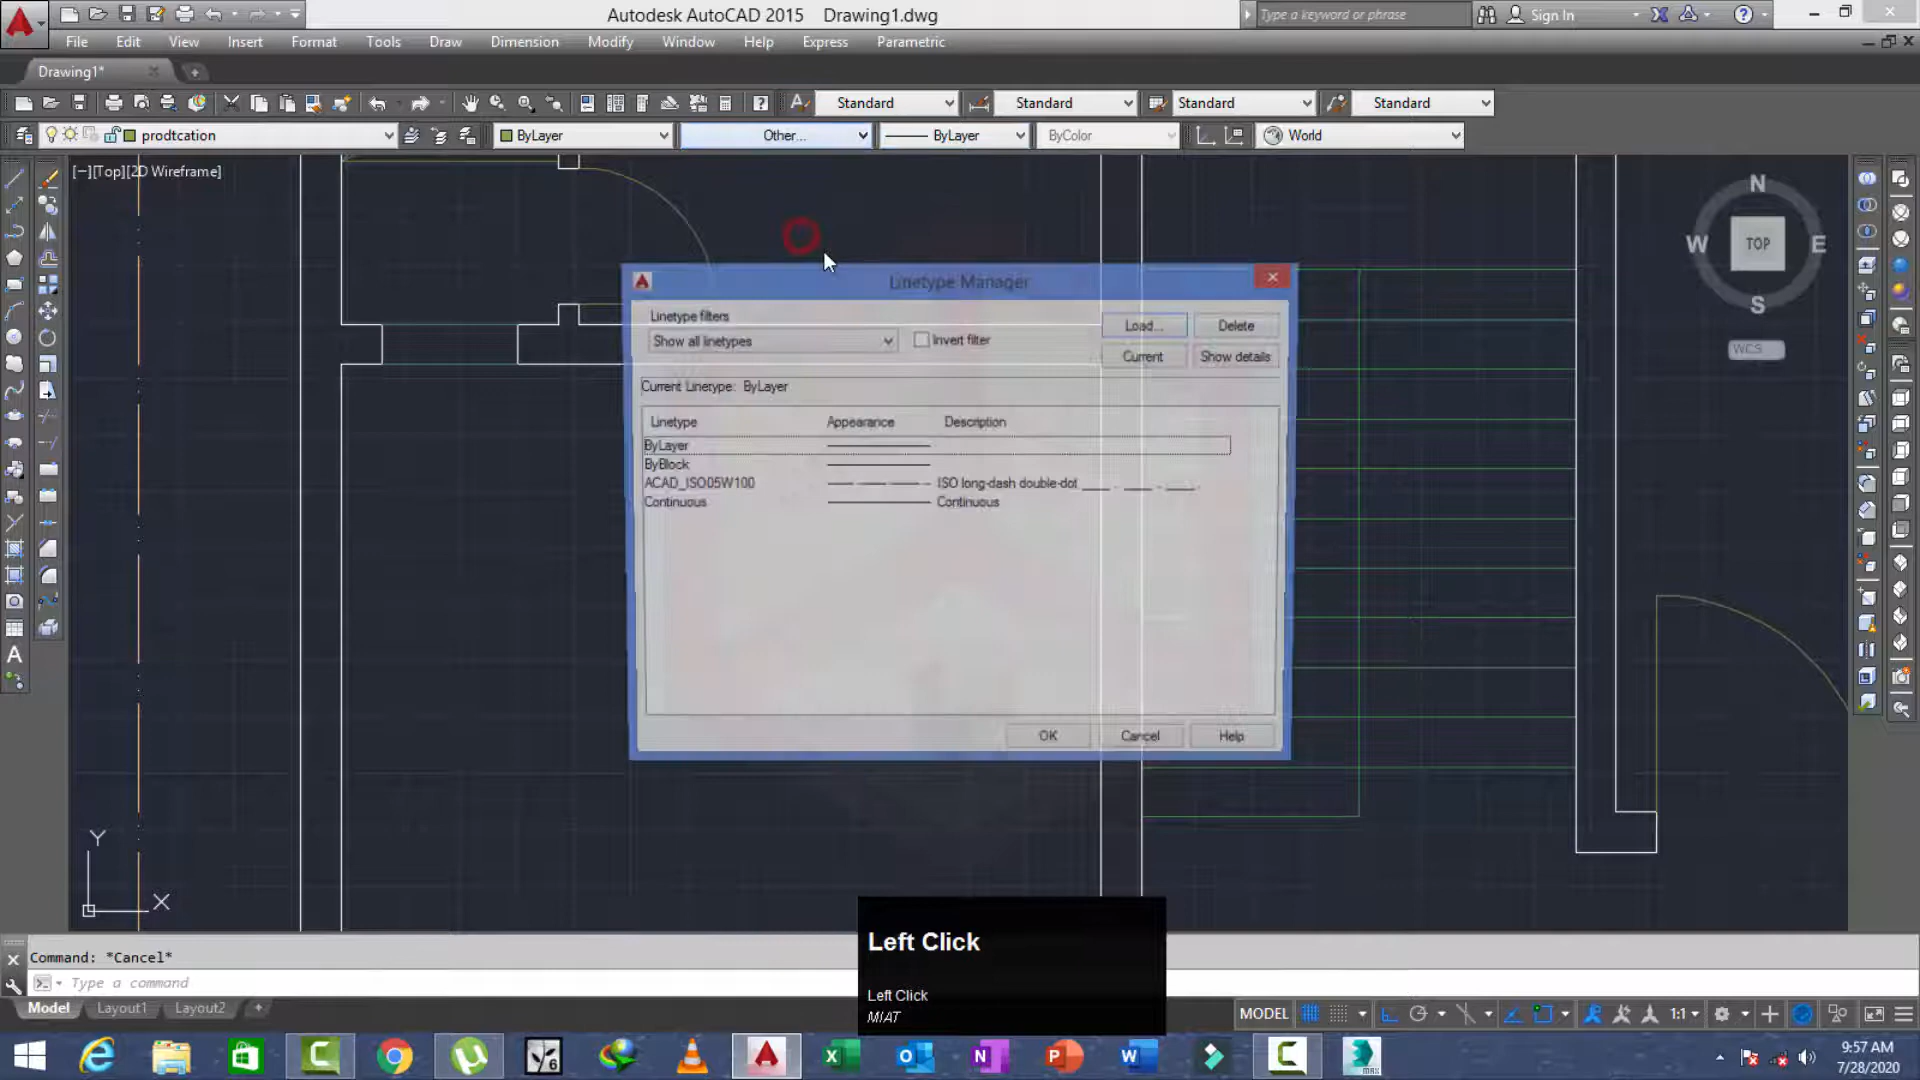 Autodesk AutoCAD 2015 Drawing1.dwg
Type a keyword or phrase
Sign In
File Edit View Insert Format Tools Draw Dimension Modify Window Help Express Parametric
Drawing1*
Standard Standard Standard Standard
prodtcation ByLayer Other... ByLayer ByColor World
[−][Top][2D Wireframe]
N
W TOP E
S
WCS
Linetype Manager
Linetype filters
Show all linetypes
Invert filter
Load... Delete
Current Show details
Current Linetype: ByLayer
Linetype Appearance Description
ByLayer
ByBlock
ACAD_ISO05W100 ISO long-dash double-dot
Continuous Continuous
OK Cancel Help
Y
X
Left Click
Left Click
M/AT
Command: *Cancel*
Type a command
Model Layout1 Layout2
MODEL 1:1
9:57 AM
7/28/2020